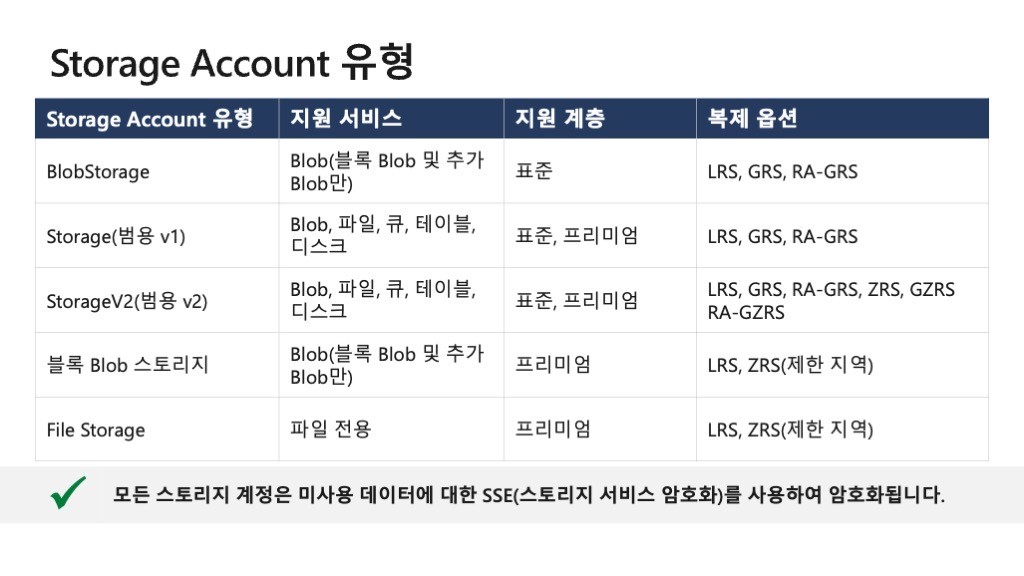 Storage Account 유형
Storage Account 유형 지원 서비스 지원 계층 복제 옵션
BlobStorage Blob(블록 Blob 및 추가 Blob만) 표준 LRS, GRS, RA-GRS
Storage(범용 v1) Blob, 파일, 큐, 테이블, 디스크 표준, 프리미엄 LRS, GRS, RA-GRS
StorageV2(범용 v2) Blob, 파일, 큐, 테이블, 디스크 표준, 프리미엄 LRS, GRS, RA-GRS, ZRS, GZRS RA-GZRS
블록 Blob 스토리지 Blob(블록 Blob 및 추가 Blob만) 프리미엄 LRS, ZRS(제한 지역)
File Storage 파일 전용 프리미엄 LRS, ZRS(제한 지역)
모든 스토리지 계정은 미사용 데이터에 대한 SSE(스토리지 서비스 암호화)를 사용하여 암호화됩니다.